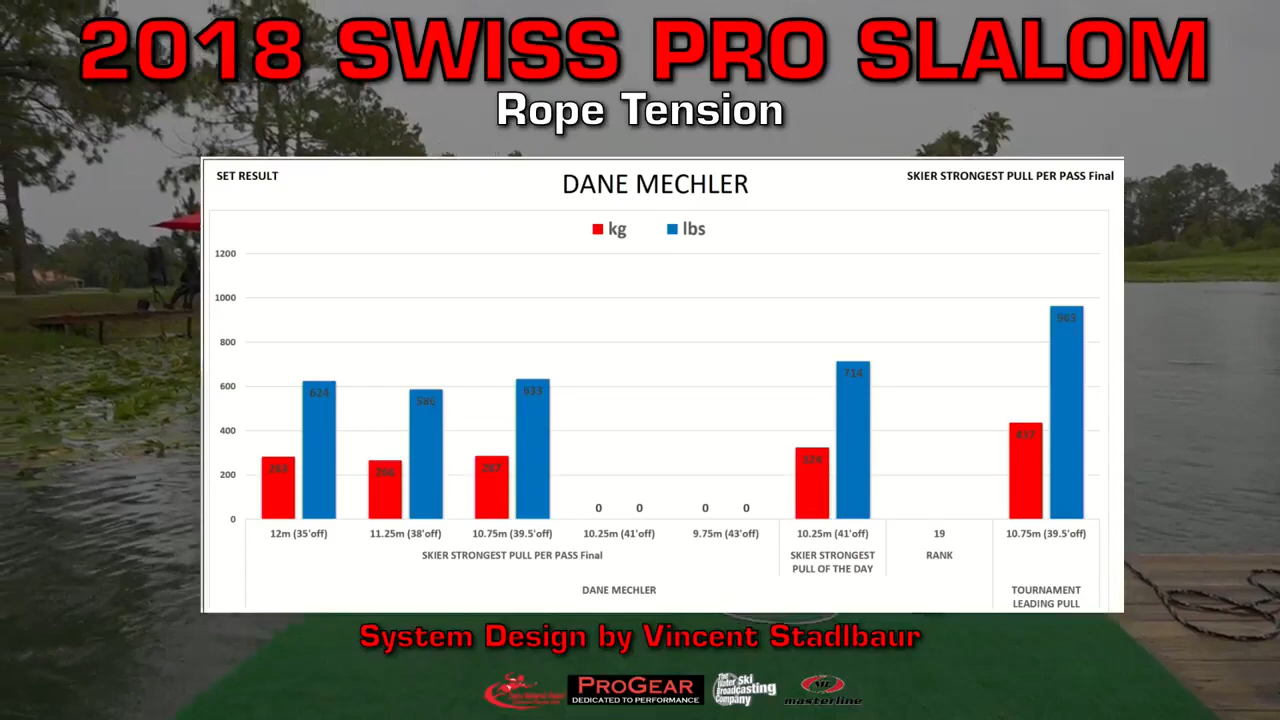 2018 SWISS PRO SLALOM
Rope Tension
SET RESULT
DANE MECHLER
SKIER STRONGEST PULL PER PASS Final
kg lbs
1200
1000
800
600
400
200
0
283 624 266 586 287 633 0 0 0 0 324 714 437 963
12m (35'off) 11.25m (38'off) 10.75m (39.5'off) 10.25m (41'off) 9.75m (43'off) 10.25m (41'off) 19 10.75m (39.5'off)
SKIER STRONGEST PULL PER PASS Final
SKIER STRONGEST
PULL OF THE DAY
RANK
DANE MECHLER
TOURNAMENT
LEADING PULL
System Design by Vincent Stadlbaur
PROGEAR
DEDICATED TO PERFORMANCE
The Water Ski Broadcasting Company
masterline